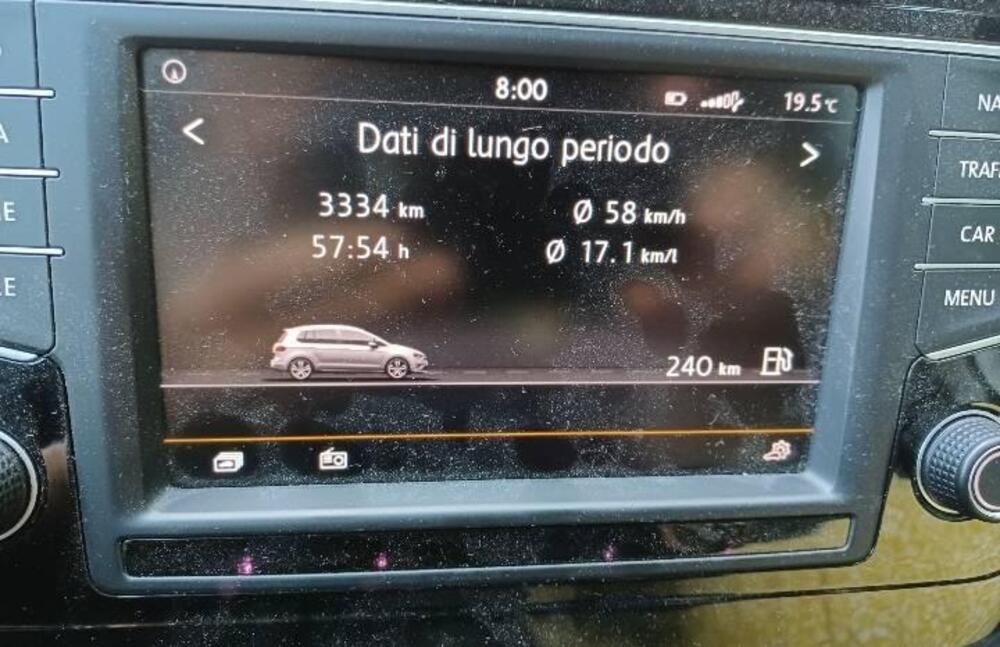 8:00 19.5°C
Dati di lungo periodo
3334 km Ø 58 km/h
57:54 h Ø 17.1 km/l
240 km
CAR
MENU